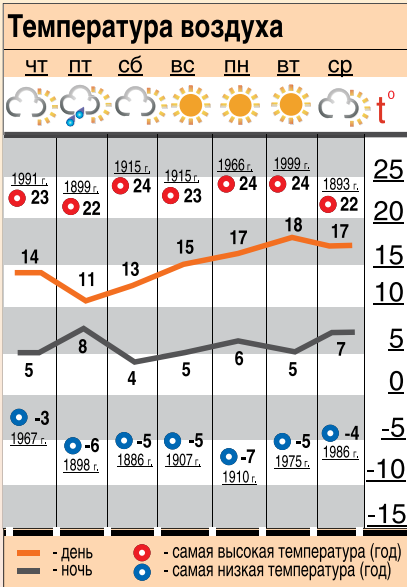 Температура воздуха
чт пт сб вс пн вт ср
t°
1991 г. 1899 г. 1915 г. 1915 г. 1966 г. 1999 г. 1893 г.
23 22 24 23 24 24 22
14 11 13 15 17 18 17
5 8 4 5 6 5 7
-3 -6 -5 -5 -7 -5 -4
1967 г. 1898 г. 1886 г. 1907 г. 1910 г. 1975 г. 1986 г.
25
20
15
10
5
0
-5
-10
-15
- день - самая высокая температура (год)
- ночь - самая низкая температура (год)